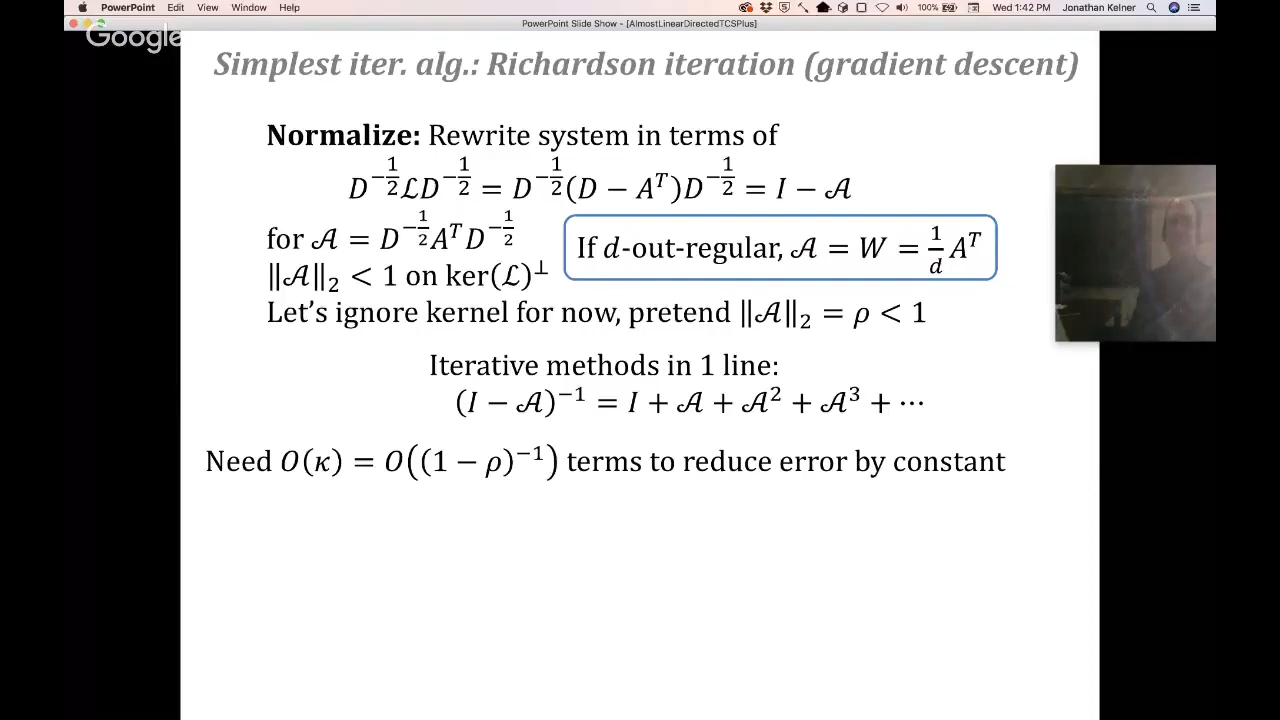 PowerPoint File Edit View Window Help 100% Wed 1:42 PM Jonathan Kelner
PowerPoint Slide Show - [AlmostLinearDirectedTCSPlus]
Google
Simplest iter. alg.: Richardson iteration (gradient descent)
Normalize: Rewrite system in terms of
D^{-1/2}ℒD^{-1/2} = D^{-1/2}(D − A^T)D^{-1/2} = I − 𝒜
for 𝒜 = D^{-1/2}A^T D^{-1/2}
If d-out-regular, 𝒜 = W = 1/d A^T
‖𝒜‖₂ < 1 on ker(ℒ)^⊥
Let's ignore kernel for now, pretend ‖𝒜‖₂ = ρ < 1
Iterative methods in 1 line:
(I − 𝒜)⁻¹ = I + 𝒜 + 𝒜² + 𝒜³ + ⋯
Need O(κ) = O((1 − ρ)⁻¹) terms to reduce error by constant